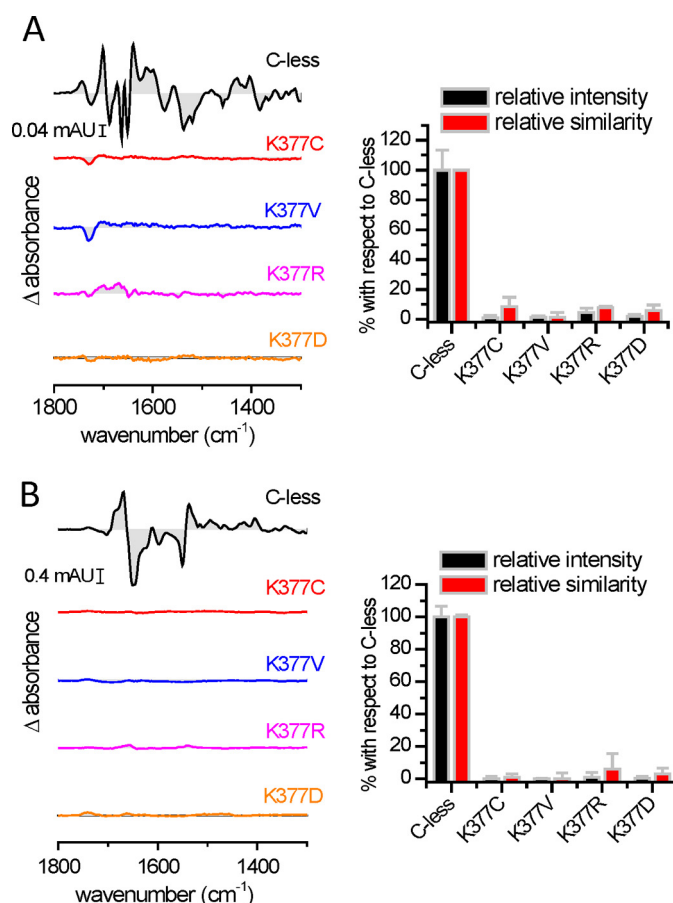 A
C-less
0.04 mAU
K377C
K377V
K377R
K377D
Δ absorbance
1800 1600 1400
wavenumber (cm⁻¹)
relative intensity
relative similarity
% with respect to C-less
120
100
80
60
40
20
0
C-less
K377C
K377V
K377R
K377D
B
C-less
0.4 mAU
K377C
K377V
K377R
K377D
Δ absorbance
1800 1600 1400
wavenumber (cm⁻¹)
relative intensity
relative similarity
% with respect to C-less
120
100
80
60
40
20
0
C-less
K377C
K377V
K377R
K377D